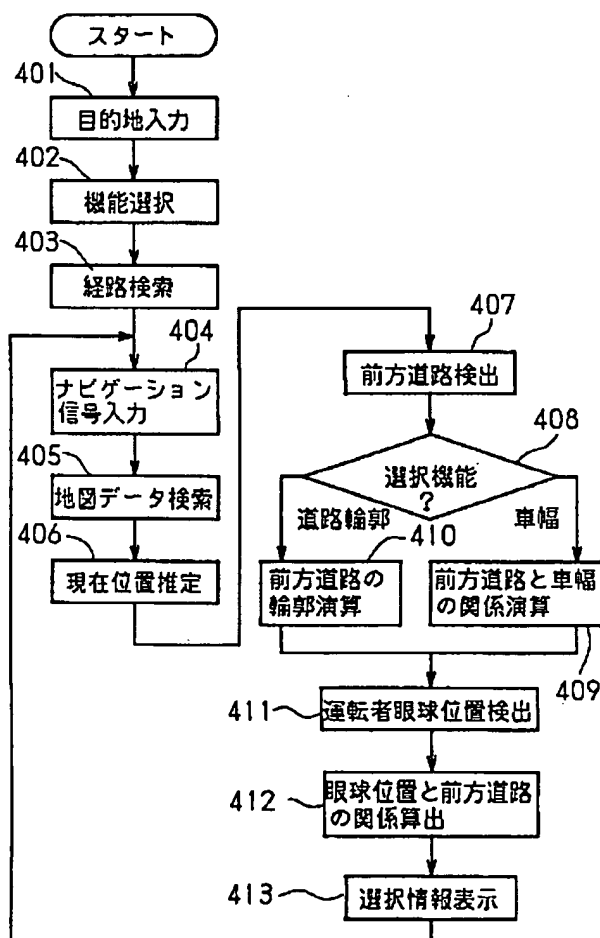 スタート
401
目的地入力
402
機能選択
403
経路検索
404
ナビゲーション
信号入力
405
地図データ検索
406
現在位置推定
407
前方道路検出
408
選択機能
?
道路輪郭
車幅
410
前方道路の
輪郭演算
前方道路と車幅
の関係演算
409
411
運転者眼球位置検出
412
眼球位置と前方道路
の関係算出
413
選択情報表示